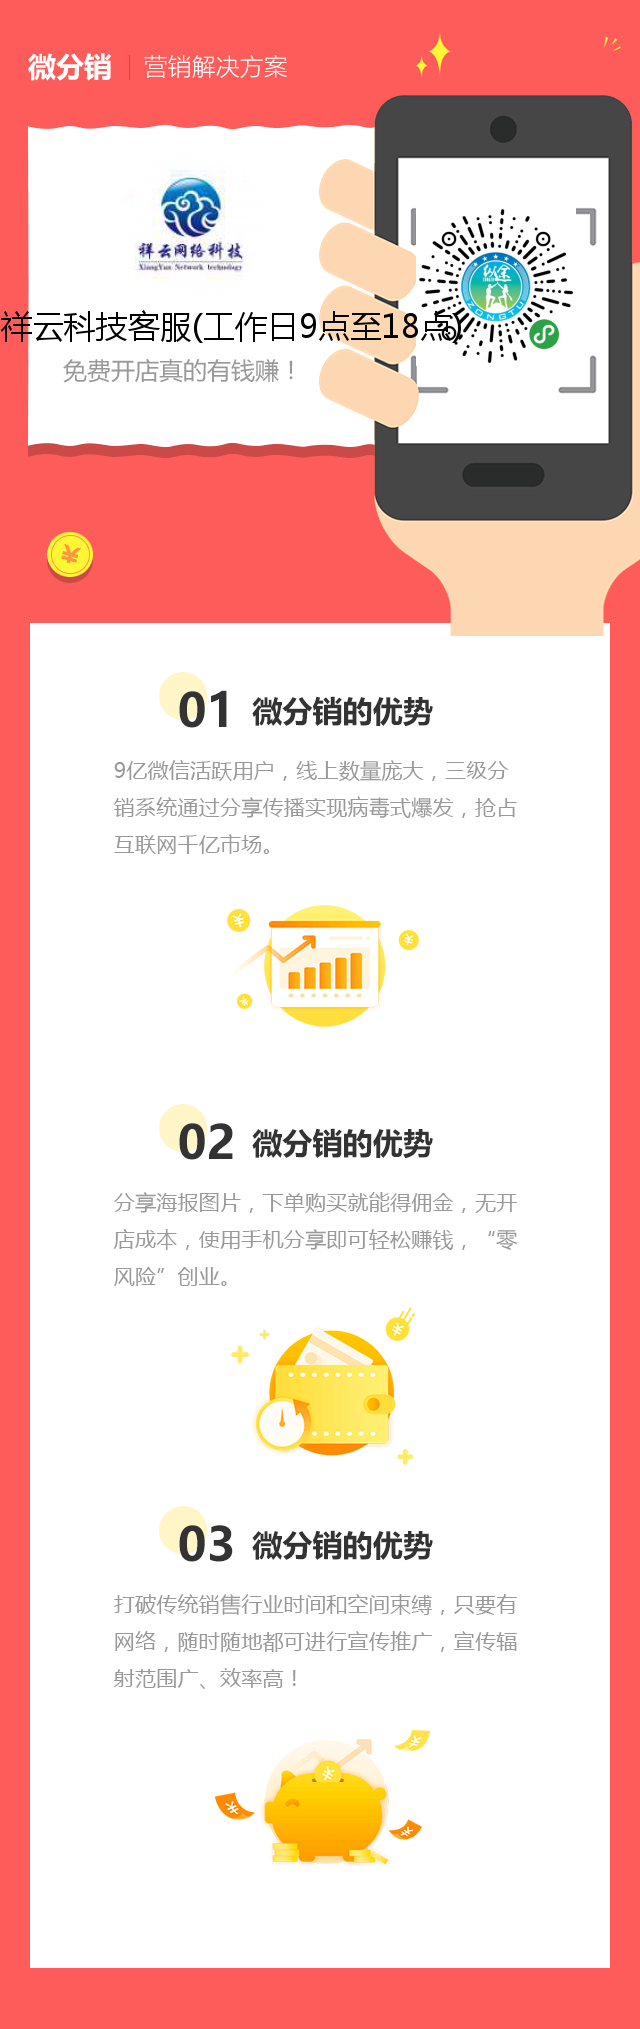 微分销 营销解决方案
祥云网络科技
XiangYun Network technology
纵途
ZONGTU
祥云科技客服(工作日9点至18点)
免费开店真的有钱赚！
01 微分销的优势
9亿微信活跃用户，线上数量庞大，三级分
销系统通过分享传播实现病毒式爆发，抢占
互联网千亿市场。
02 微分销的优势
分享海报图片，下单购买就能得佣金，无开
店成本，使用手机分享即可轻松赚钱，“零
风险”创业。
03 微分销的优势
打破传统销售行业时间和空间束缚，只要有
网络，随时随地都可进行宣传推广，宣传辐
射范围广、效率高！